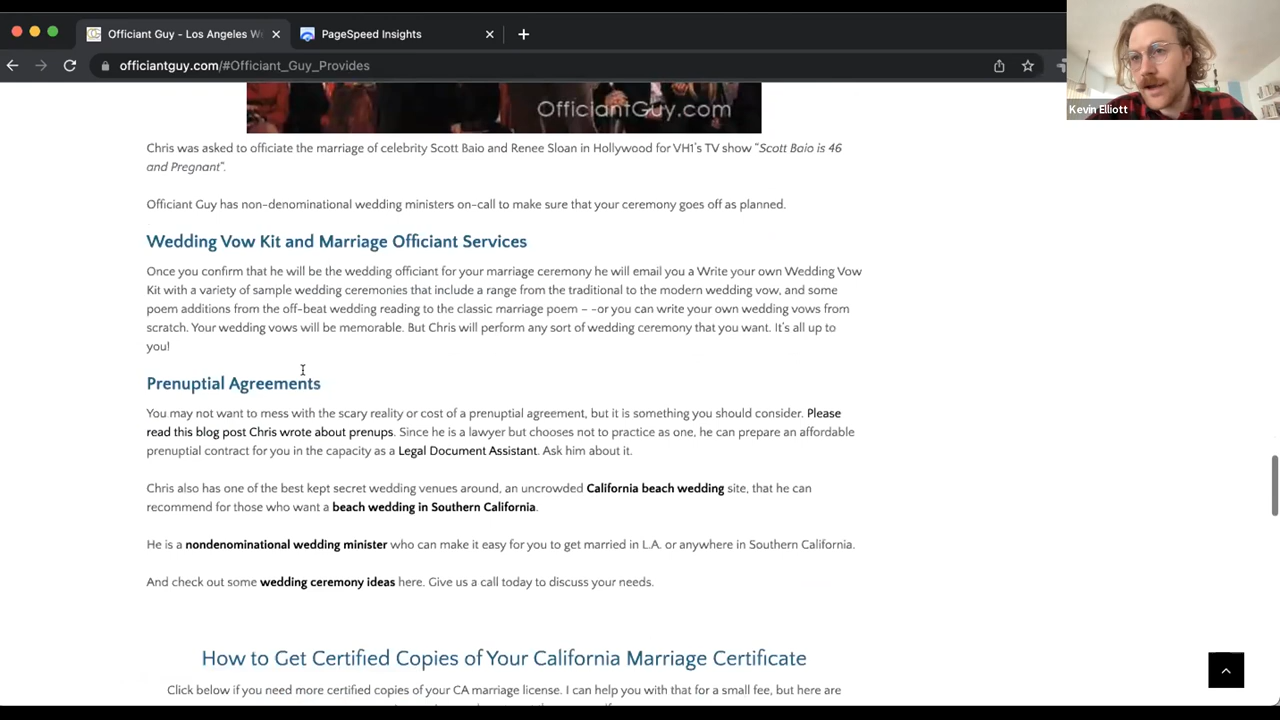 Officiant Guy - Los Angeles W
PageSpeed Insights
officiantguy.com/#Officiant_Guy_Provides
Kevin Elliott
OfficiantGuy.com
Chris was asked to officiate the marriage of celebrity Scott Baio and Renee Sloan in Hollywood for VH1's TV show "Scott Baio is 46
and Pregnant".
Officiant Guy has non-denominational wedding ministers on-call to make sure that your ceremony goes off as planned.
Wedding Vow Kit and Marriage Officiant Services
Once you confirm that he will be the wedding officiant for your marriage ceremony he will email you a Write your own Wedding Vow
Kit with a variety of sample wedding ceremonies that include a range from the traditional to the modern wedding vow, and some
poem additions from the off-beat wedding reading to the classic marriage poem – -or you can write your own wedding vows from
scratch. Your wedding vows will be memorable. But Chris will perform any sort of wedding ceremony that you want. It's all up to
you!
Prenuptial Agreements
You may not want to mess with the scary reality or cost of a prenuptial agreement, but it is something you should consider. Please
read this blog post Chris wrote about prenups. Since he is a lawyer but chooses not to practice as one, he can prepare an affordable
prenuptial contract for you in the capacity as a Legal Document Assistant. Ask him about it.
Chris also has one of the best kept secret wedding venues around, an uncrowded California beach wedding site, that he can
recommend for those who want a beach wedding in Southern California.
He is a nondenominational wedding minister who can make it easy for you to get married in L.A. or anywhere in Southern California.
And check out some wedding ceremony ideas here. Give us a call today to discuss your needs.
How to Get Certified Copies of Your California Marriage Certificate
Click below if you need more certified copies of your CA marriage license. I can help you with that for a small fee, but here are